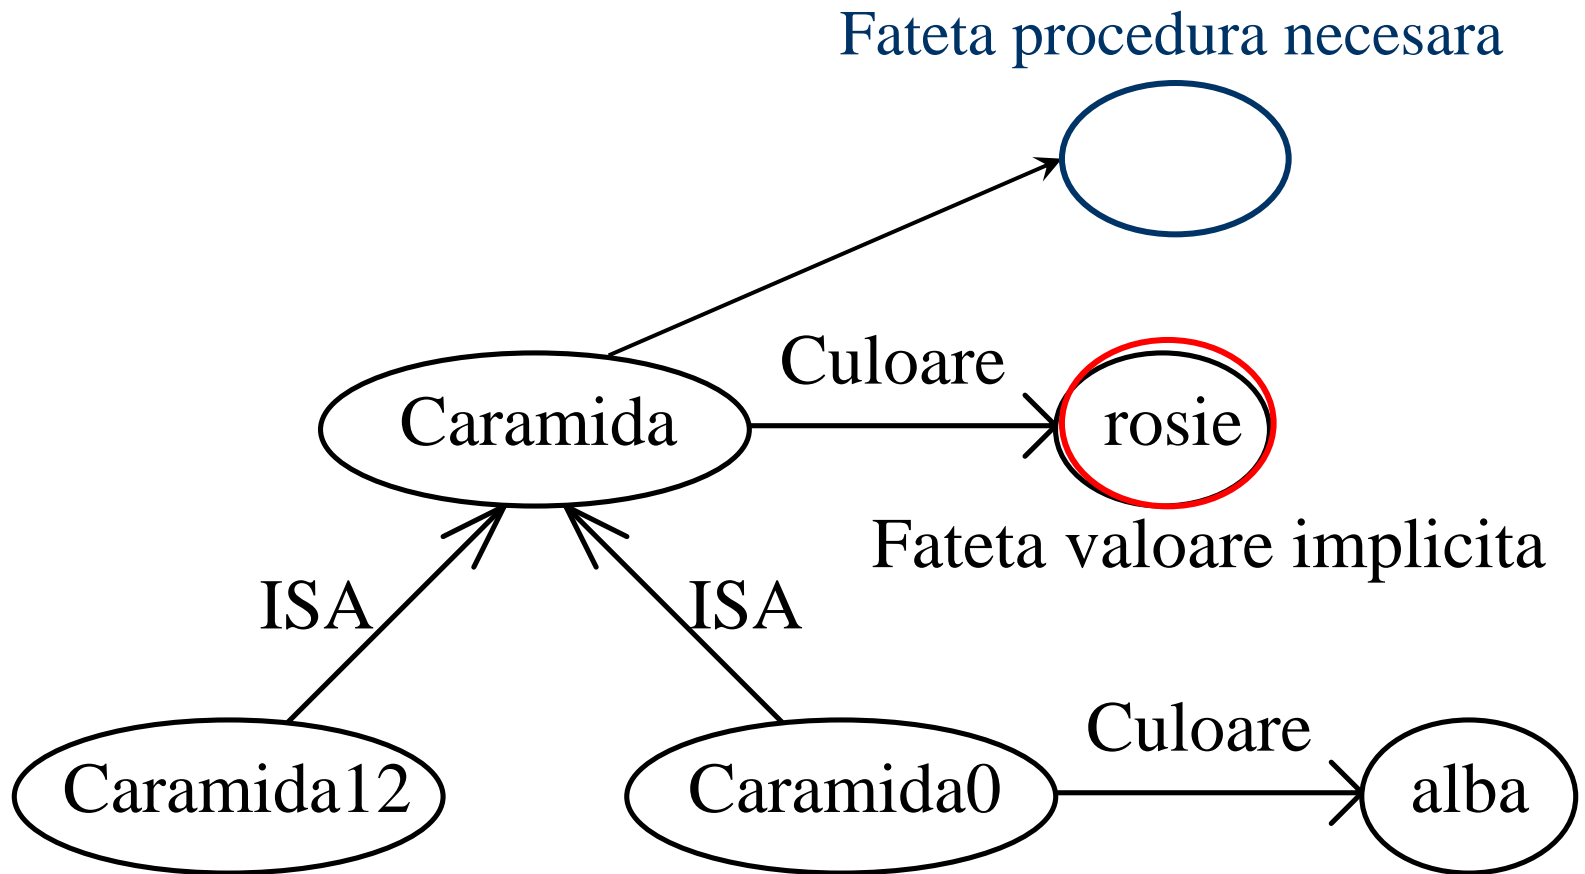 Fateta procedura necesara
Culoare
Caramida
rosie
Fateta valoare implicita
ISA
ISA
Culoare
Caramida12
Caramida0
alba